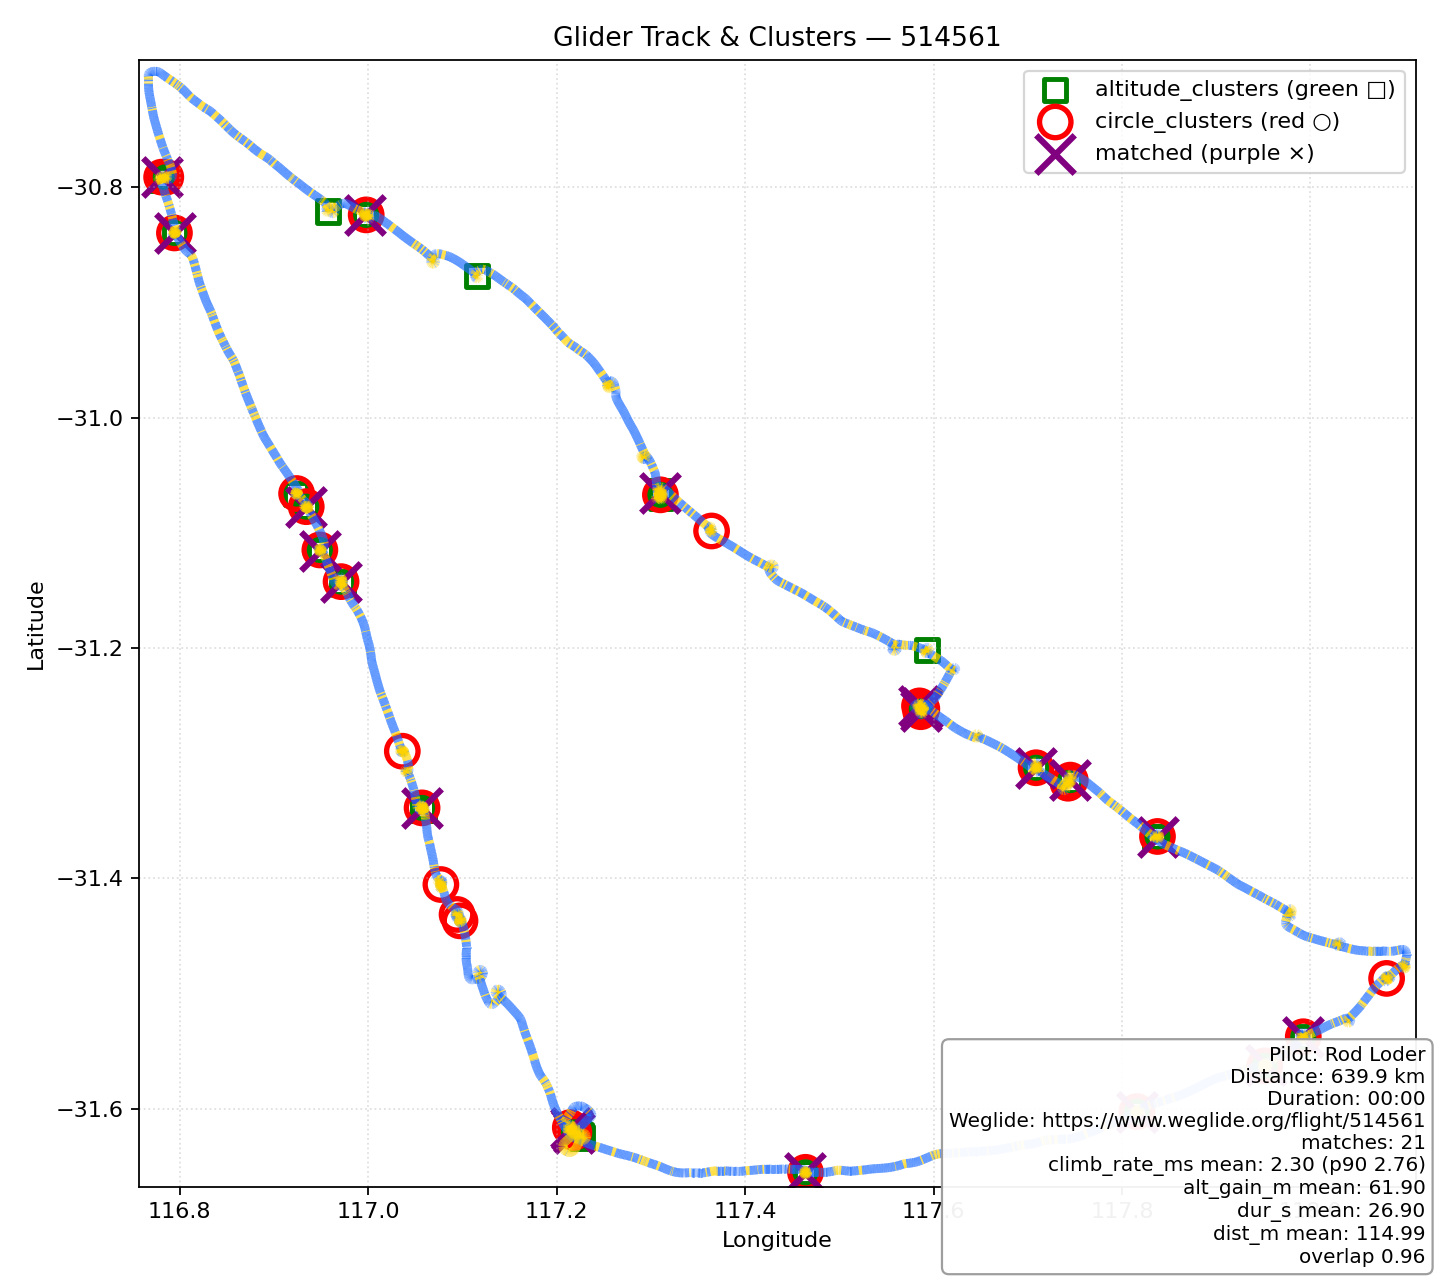 Glider Track & Clusters — 514561
altitude_clusters (green □)
circle_clusters (red ○)
matched (purple ×)
−30.8
−31.0
−31.2
−31.4
−31.6
Latitude
116.8
117.0
117.2
117.4
117.6
117.8
Longitude
Pilot: Rod Loder
Distance: 639.9 km
Duration: 00:00
Weglide: https://www.weglide.org/flight/514561
matches: 21
climb_rate_ms mean: 2.30 (p90 2.76)
alt_gain_m mean: 61.90
dur_s mean: 26.90
dist_m mean: 114.99
overlap 0.96